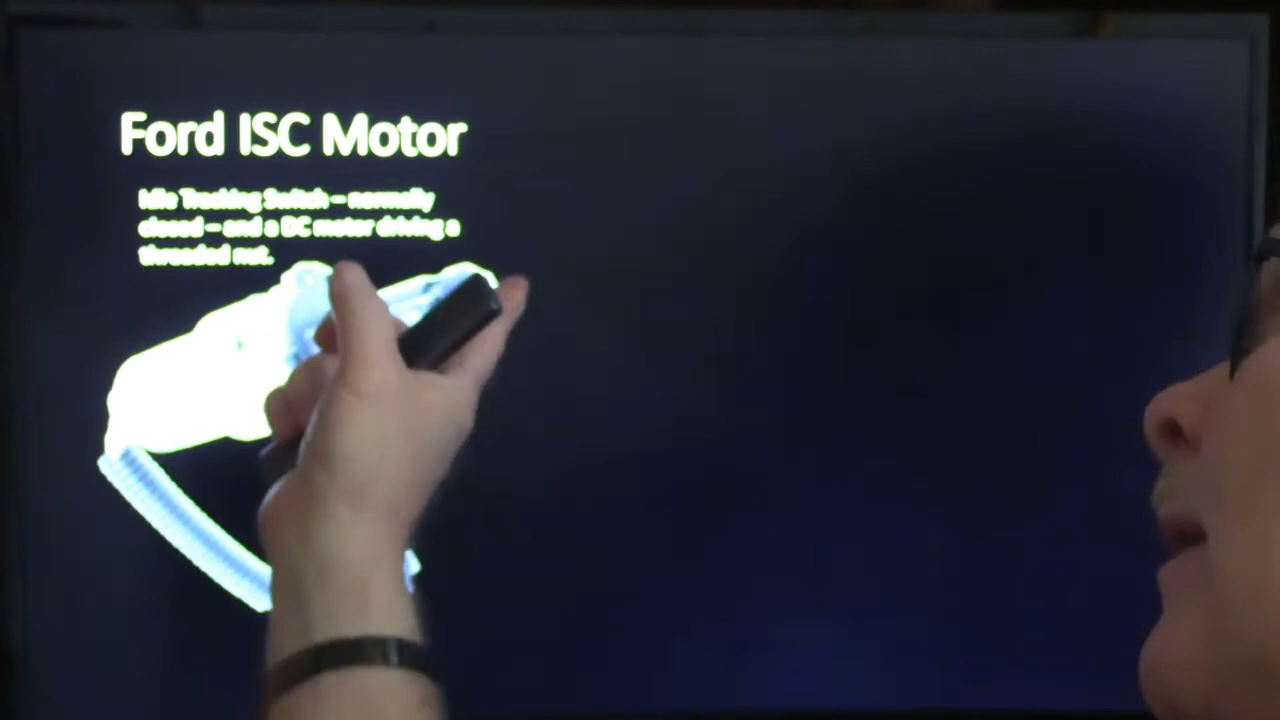 Ford ISC Motor
Idle Tracking Switch – normally
closed – and a DC motor driving a
threaded nut.